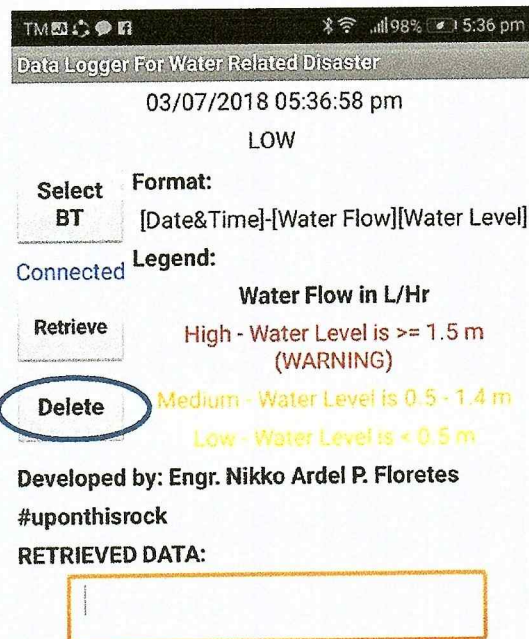 TM 98% 5:36 pm
Data Logger For Water Related Disaster
03/07/2018 05:36:58 pm
LOW
Select
BT
Format:
[Date&Time]-[Water Flow][Water Level]
Connected
Legend:
Water Flow in L/Hr
Retrieve
High - Water Level is >= 1.5 m
(WARNING)
Delete
Medium - Water Level is 0.5 - 1.4 m
Low - Water Level is < 0.5 m
Developed by: Engr. Nikko Ardel P. Floretes
#uponthisrock
RETRIEVED DATA: